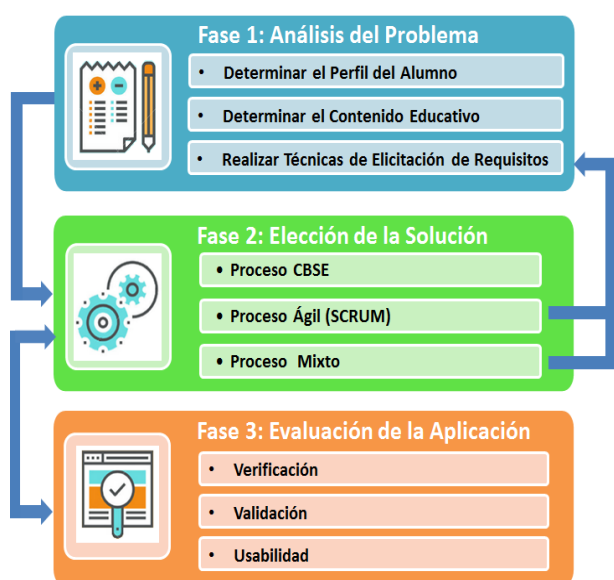 Fase 1: Análisis del Problema
• Determinar el Perfil del Alumno
• Determinar el Contenido Educativo
• Realizar Técnicas de Elicitación de Requisitos
Fase 2: Elección de la Solución
• Proceso CBSE
• Proceso Ágil (SCRUM)
• Proceso Mixto
Fase 3: Evaluación de la Aplicación
• Verificación
• Validación
• Usabilidad